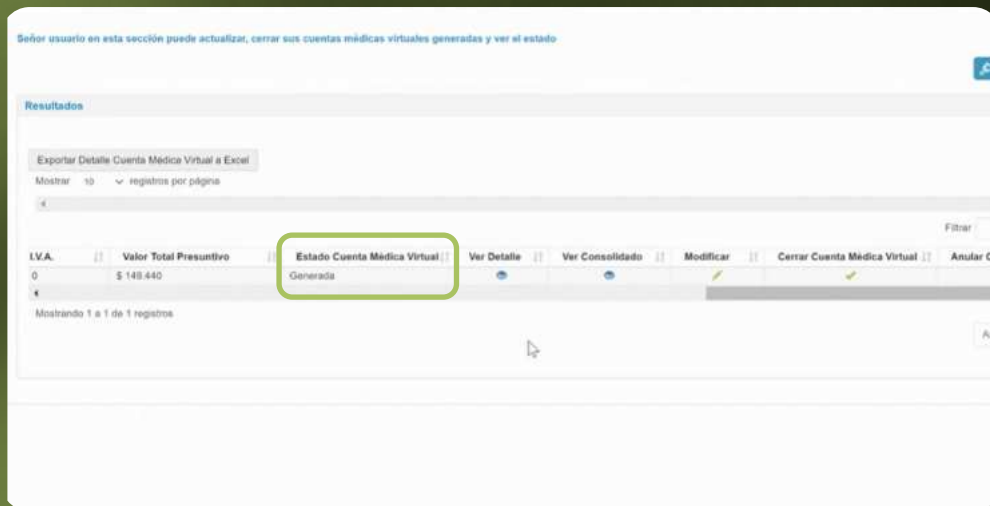 Señor usuario en esta sección puede actualizar, cerrar sus cuentas médicas virtuales generadas y ver el estado
Resultados
Exportar Detalle Cuenta Médica Virtual a Excel
Mostrar 10 registros por página
Filtrar
I.V.A. Valor Total Presuntivo Estado Cuenta Médica Virtual Ver Detalle Ver Consolidado Modificar Cerrar Cuenta Médica Virtual Anular C
0 $ 149.440 Generada
Mostrando 1 a 1 de 1 registros
A